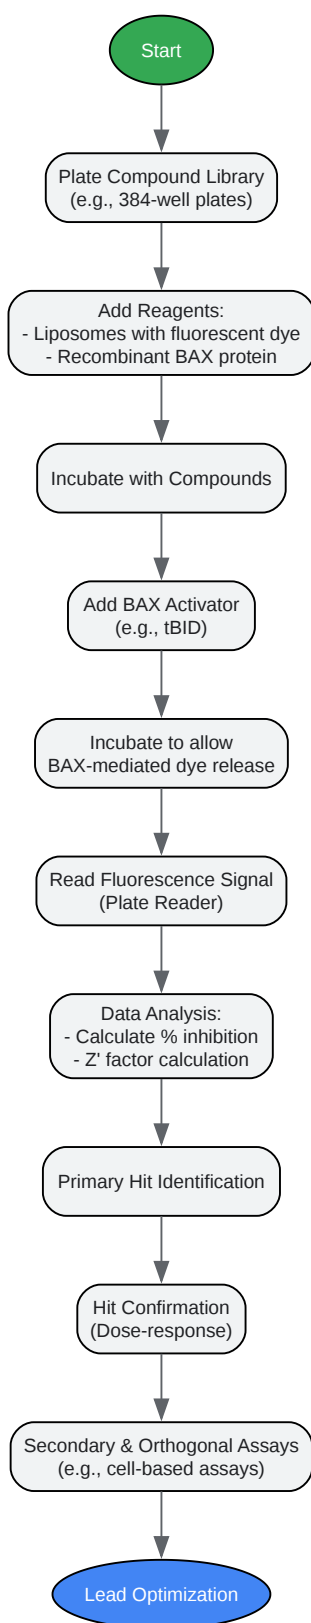 Start
Plate Compound Library
(e.g., 384-well plates)
Add Reagents:
- Liposomes with fluorescent dye
- Recombinant BAX protein
Incubate with Compounds
Add BAX Activator
(e.g., tBID)
Incubate to allow
BAX-mediated dye release
Read Fluorescence Signal
(Plate Reader)
Data Analysis:
- Calculate % inhibition
- Z' factor calculation
Primary Hit Identification
Hit Confirmation
(Dose-response)
Secondary & Orthogonal Assays
(e.g., cell-based assays)
Lead Optimization